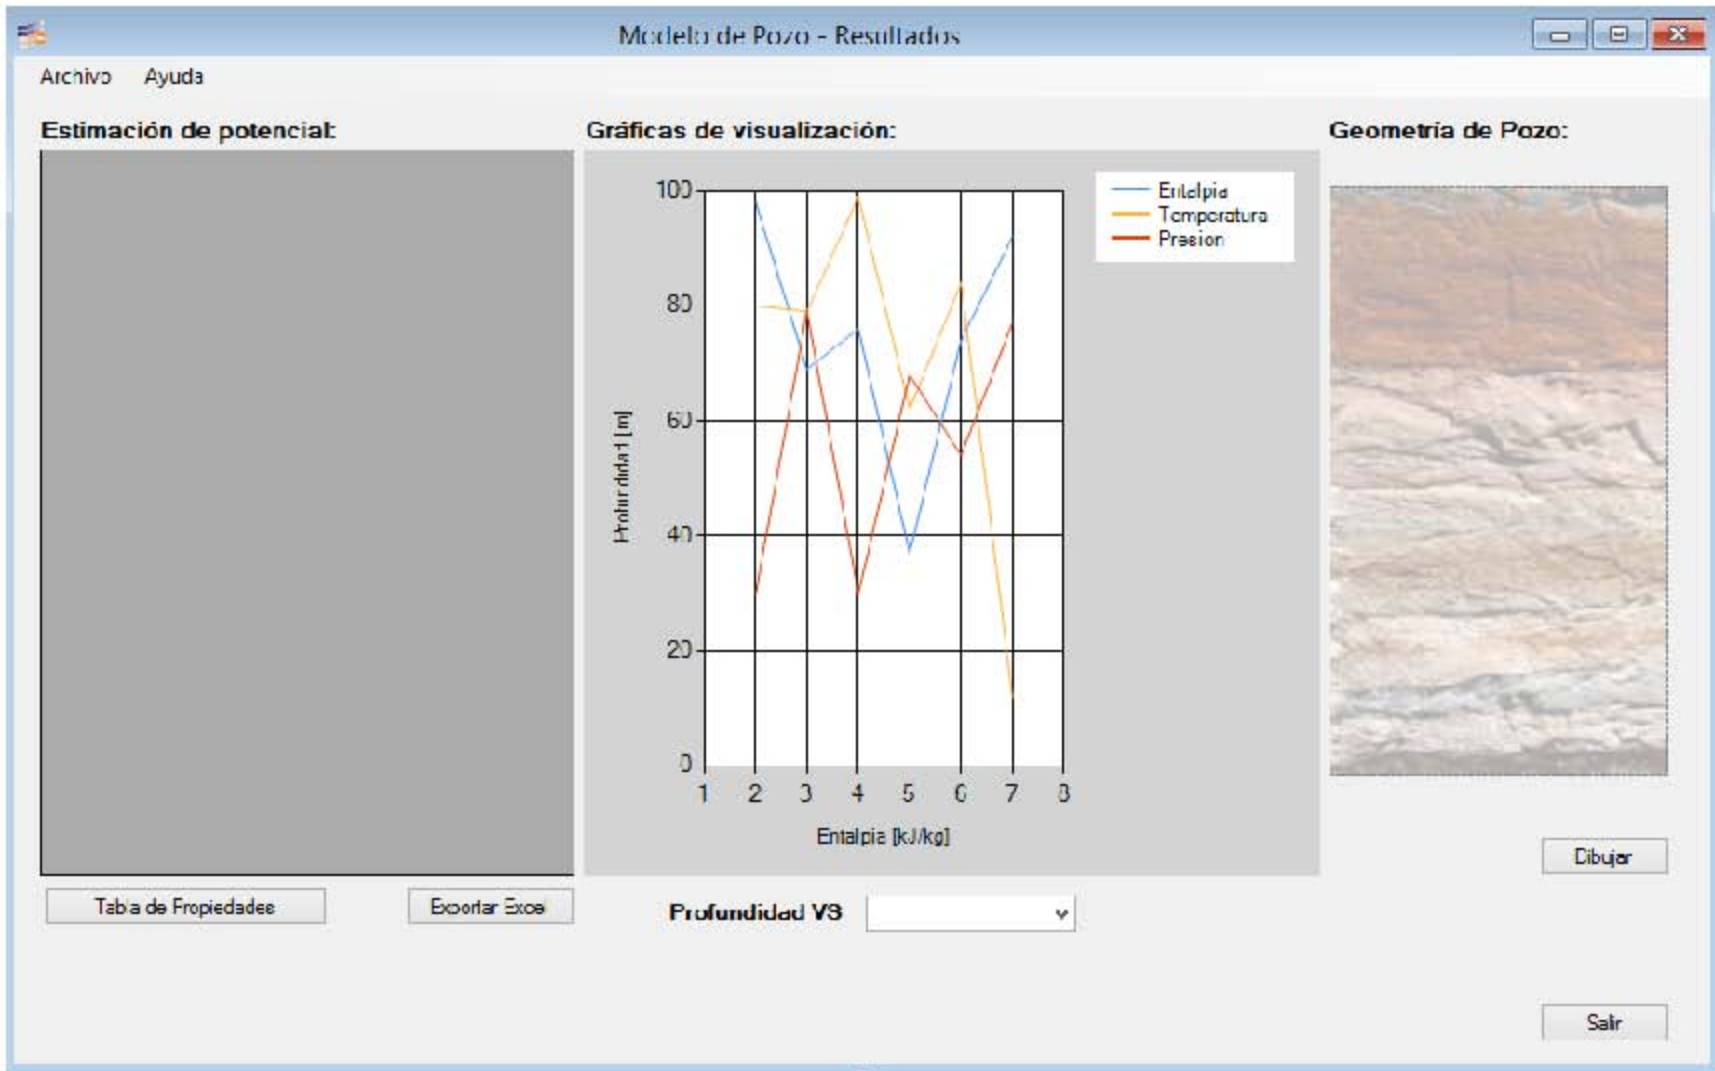 Modelo de Pozo - Resultados
Archivo Ayuda
Estimación de potencial:
Gráficas de visualización:
Geometría de Pozo:
Entalpia
Temperatura
Presion
100
80
60
40
20
0
Profundidad [m]
1 2 3 4 5 6 7 8
Entalpia [kJ/kg]
Dibujar
Tabla de Propiedades
Exportar Excel
Profundidad VS
Salir